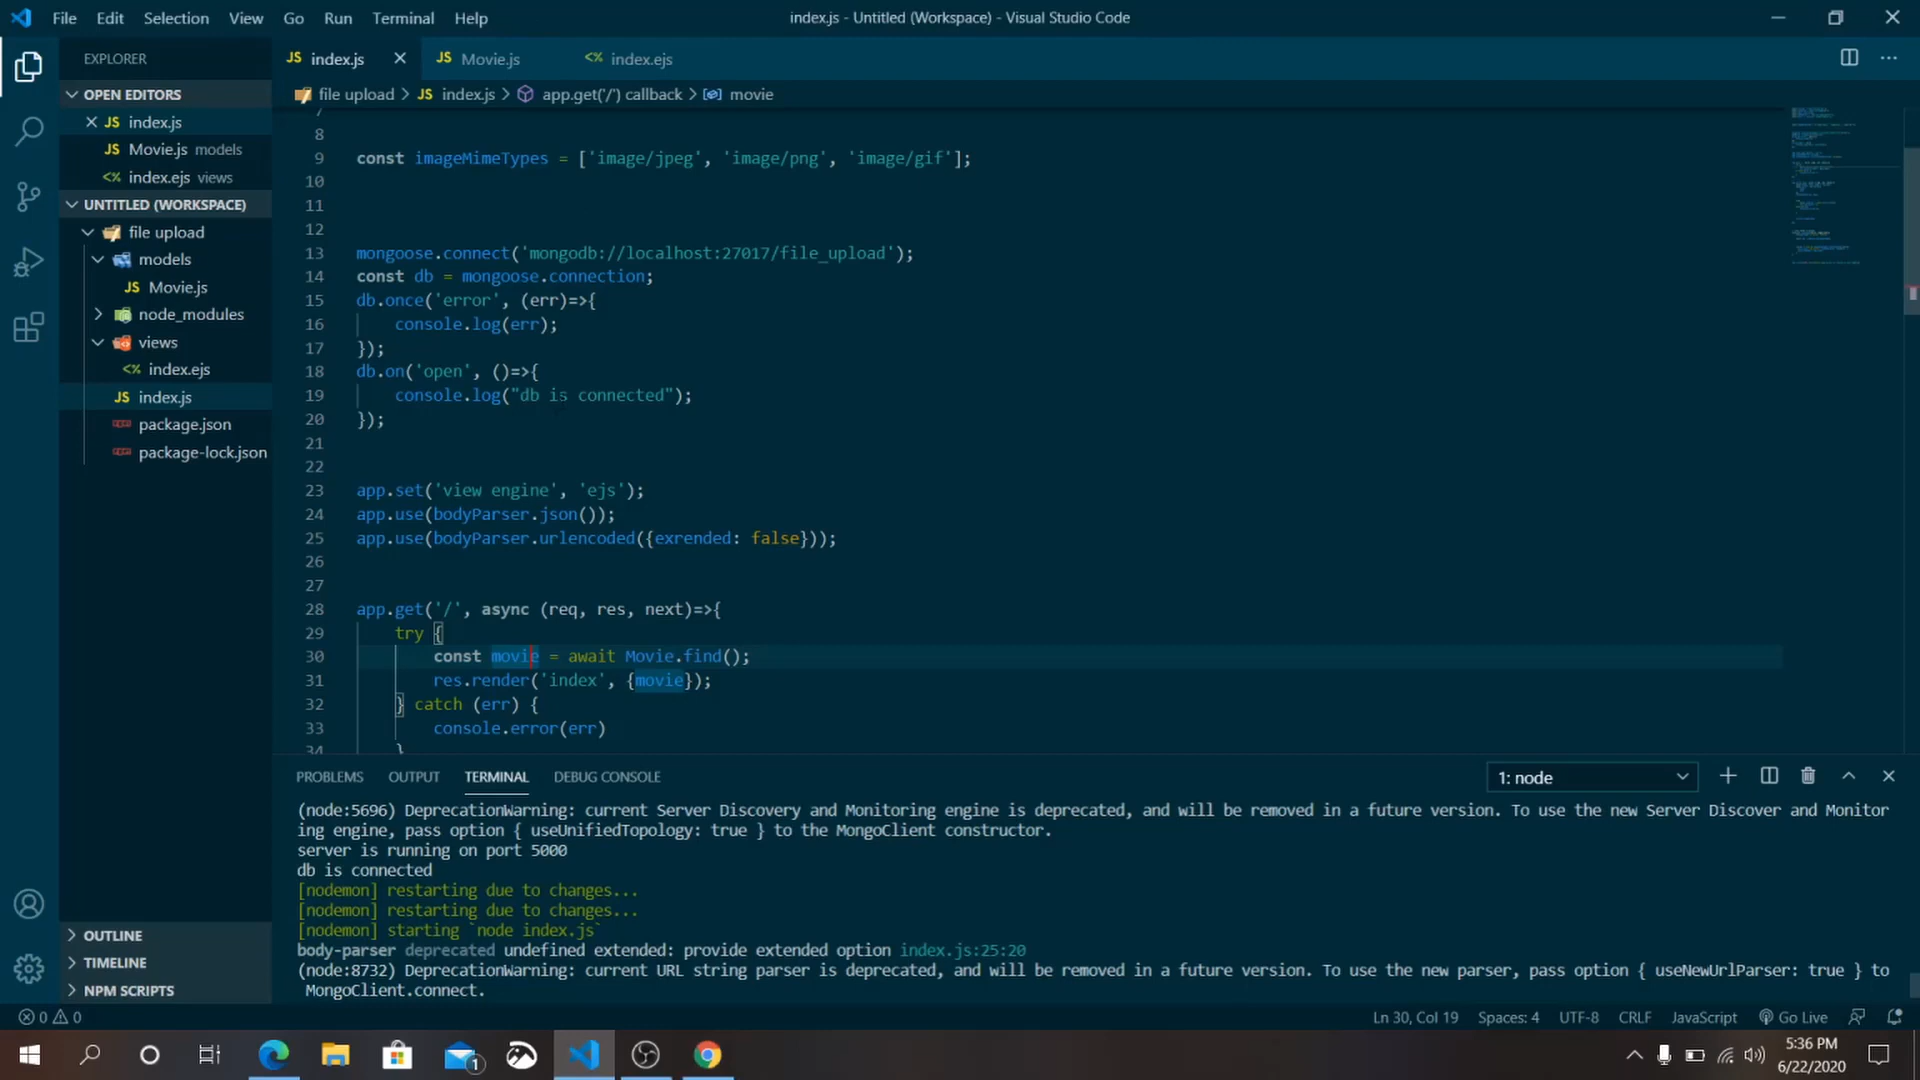 File Edit Selection View Go Run Terminal Help
index.js - Untitled (Workspace) - Visual Studio Code
EXPLORER
OPEN EDITORS
JS index.js
JS Movie.js models
<% index.ejs views
UNTITLED (WORKSPACE)
file upload
models
JS Movie.js
node_modules
views
<% index.ejs
JS index.js
package.json
package-lock.json
OUTLINE
TIMELINE
NPM SCRIPTS
JS index.js
JS Movie.js
<% index.ejs
file upload > JS index.js > app.get('/') callback > movie
7
8
9 const imageMimeTypes = ['image/jpeg', 'image/png', 'image/gif'];
10
11
12
13 mongoose.connect('mongodb://localhost:27017/file_upload');
14 const db = mongoose.connection;
15 db.once('error', (err)=>{
16 console.log(err);
17 });
18 db.on('open', ()=>{
19 console.log("db is connected");
20 });
21
22
23 app.set('view engine', 'ejs');
24 app.use(bodyParser.json());
25 app.use(bodyParser.urlencoded({exrended: false}));
26
27
28 app.get('/', async (req, res, next)=>{
29 try {
30 const movie = await Movie.find();
31 res.render('index', {movie});
32 } catch (err) {
33 console.error(err)
34 }
PROBLEMS OUTPUT TERMINAL DEBUG CONSOLE
1: node
(node:5696) DeprecationWarning: current Server Discovery and Monitoring engine is deprecated, and will be removed in a future version. To use the new Server Discover and Monitor
ing engine, pass option { useUnifiedTopology: true } to the MongoClient constructor.
server is running on port 5000
db is connected
[nodemon] restarting due to changes...
[nodemon] restarting due to changes...
[nodemon] starting `node index.js`
body-parser deprecated undefined extended: provide extended option index.js:25:20
(node:8732) DeprecationWarning: current URL string parser is deprecated, and will be removed in a future version. To use the new parser, pass option { useNewUrlParser: true } to
MongoClient.connect.
0 0
Ln 30, Col 19 Spaces: 4 UTF-8 CRLF JavaScript Go Live
1
5:36 PM
6/22/2020